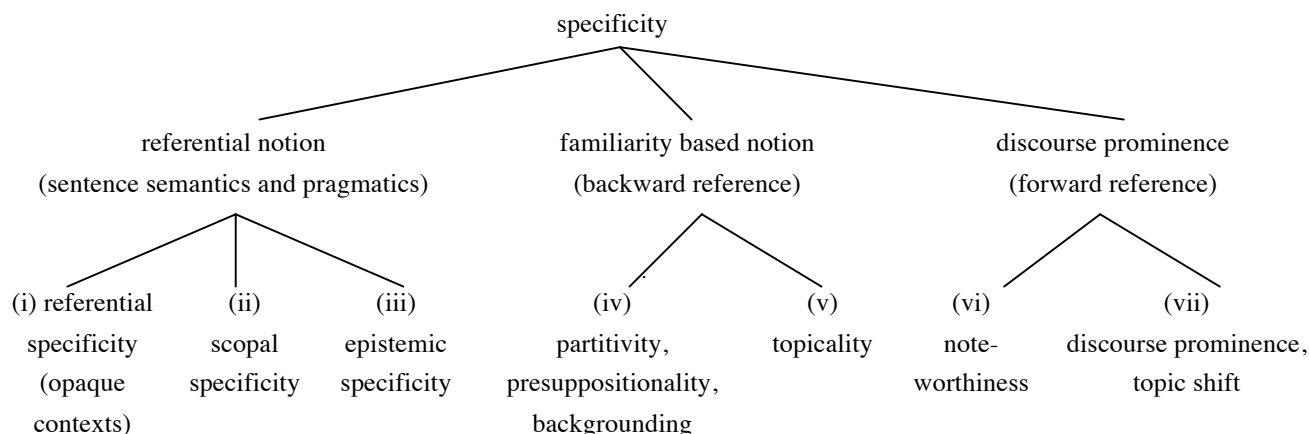 specificity
referential notion
(sentence semantics and pragmatics)
familiarity based notion
(backward reference)
discourse prominence
(forward reference)
(i) referential
specificity
(opaque
contexts)
(ii)
scopal
specificity
(iii)
epistemic
specificity
(iv)
partitivity,
presuppositionality,
backgrounding
(v)
topicality
(vi)
note-
worthiness
(vii)
discourse prominence,
topic shift